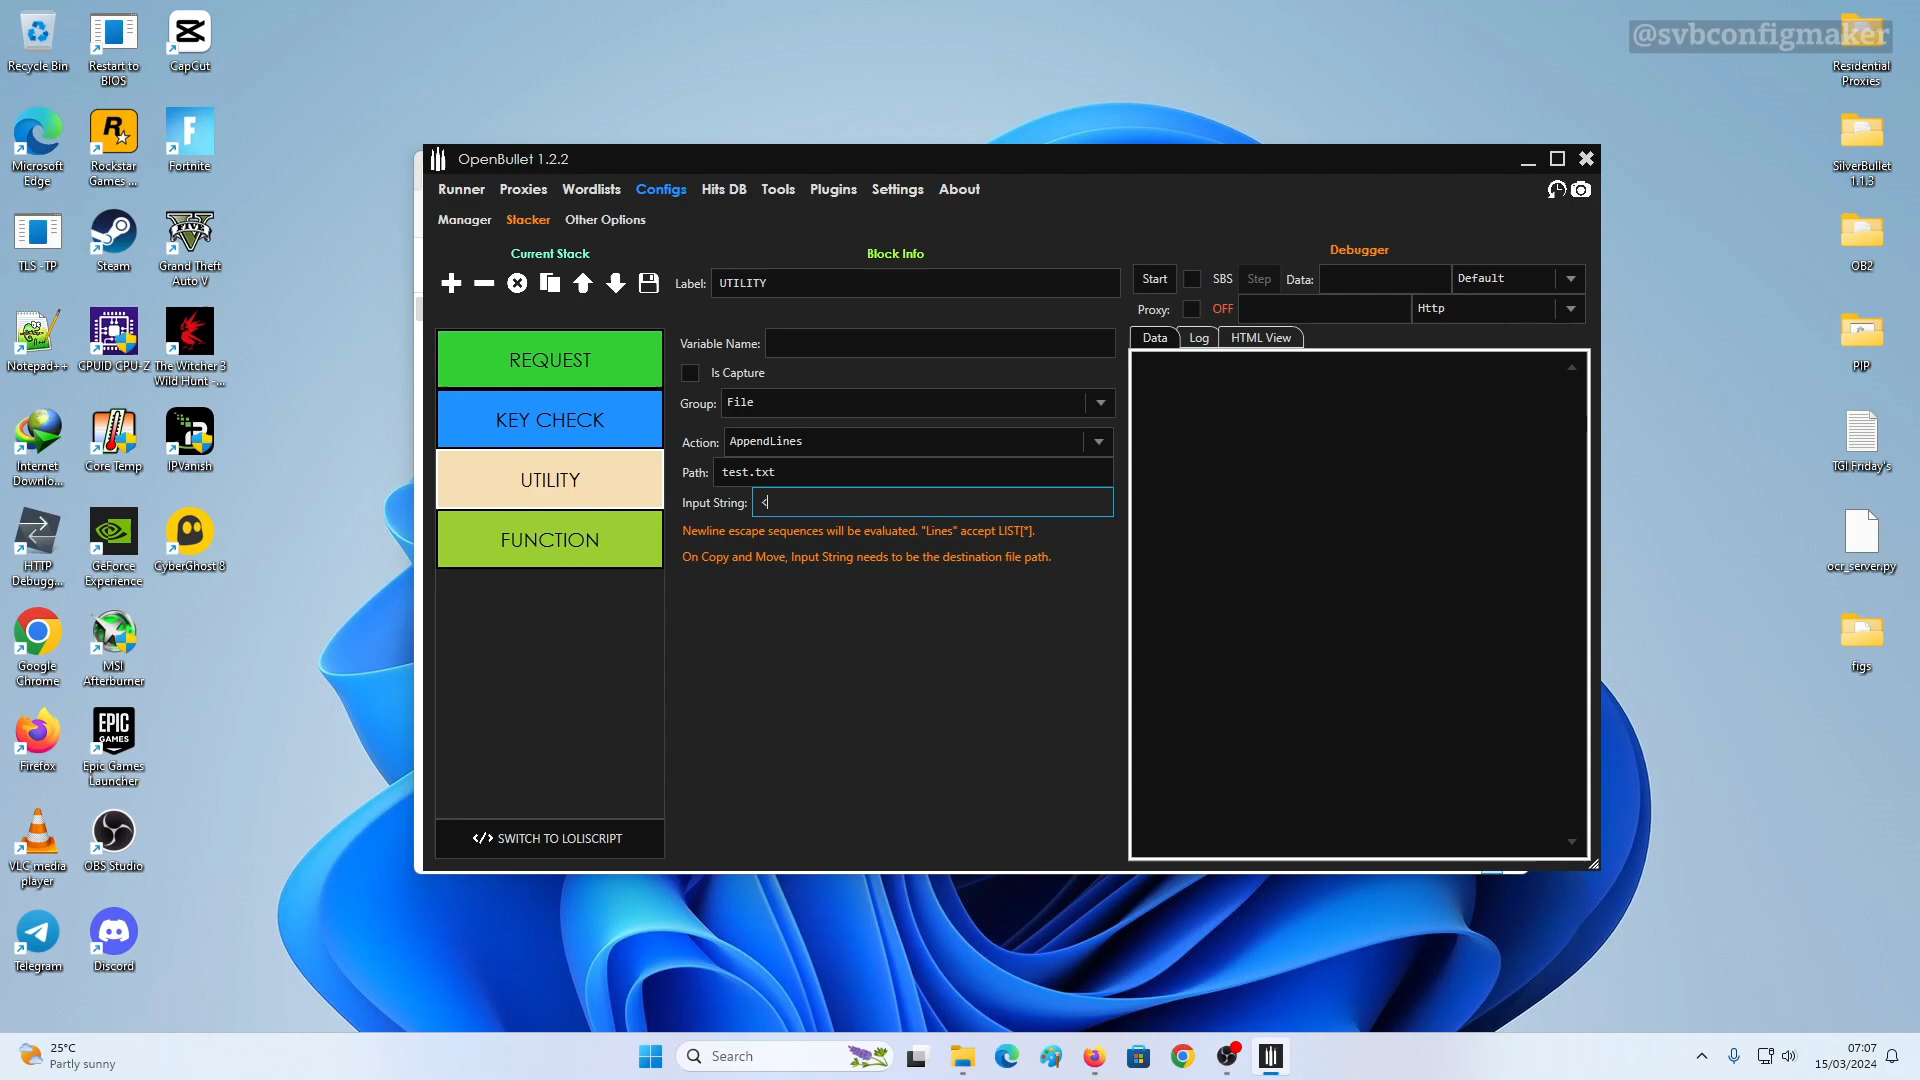 @svbconfigmaker
Recycle Bin
Restart to
BIOS
CapCut
Microsoft
Edge
Rockstar
Games ...
Fortnite
TLS -TP
Steam
Grand Theft
Auto V
Notepad++
CPUID CPU-Z
The Witcher 3
Wild Hunt -...
Internet
Downlo...
Core Temp
IPVanish
HTTP
Debugg...
GeForce
Experience
CyberGhost 8
Google
Chrome
MSI
Afterburner
Firefox
EPIC
GAMES
Epic Games
Launcher
VLC media
player
OBS Studio
Telegram
Discord
OpenBullet 1.2.2
Runner Proxies Wordlists Configs Hits DB Tools Plugins Settings About
Manager Stacker Other Options
Current Stack
Block Info
Debugger
Label: UTILITY
Start SBS Step Data: Default
Proxy: OFF Http
Data Log HTML View
REQUEST
KEY CHECK
UTILITY
FUNCTION
Variable Name:
Is Capture
Group: File
Action: AppendLines
Path: test.txt
Input String: <
Newline escape sequences will be evaluated. "Lines" accept LIST[*].
On Copy and Move, Input String needs to be the destination file path.
</> SWITCH TO LOLISCRIPT
Residential
Proxies
SilverBullet
1.1.3
OB2
PIP
TGI Friday's
ocr_server.py
figs
25°C
Partly sunny
Search
07:07
15/03/2024